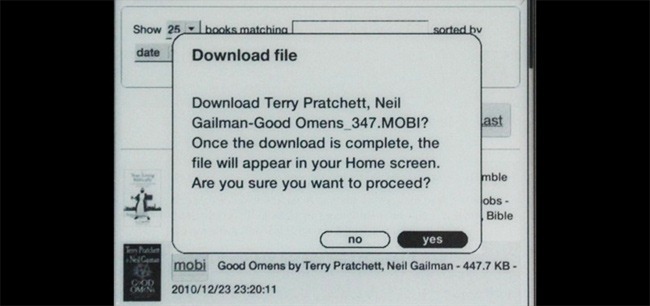 Show 25 books matching sorted by
date
Download file
Download Terry Pratchett, Neil
Gailman-Good Omens_347.MOBI?
Once the download is complete, the
file will appear in your Home screen.
Are you sure you want to proceed?
no yes
Last
mble
obs -
, Bible
Terry Pratchett
Neil Gaiman
GOOD
OMENS
mobi Good Omens by Terry Pratchett, Neil Gailman - 447.7 KB -
2010/12/23 23:20:11